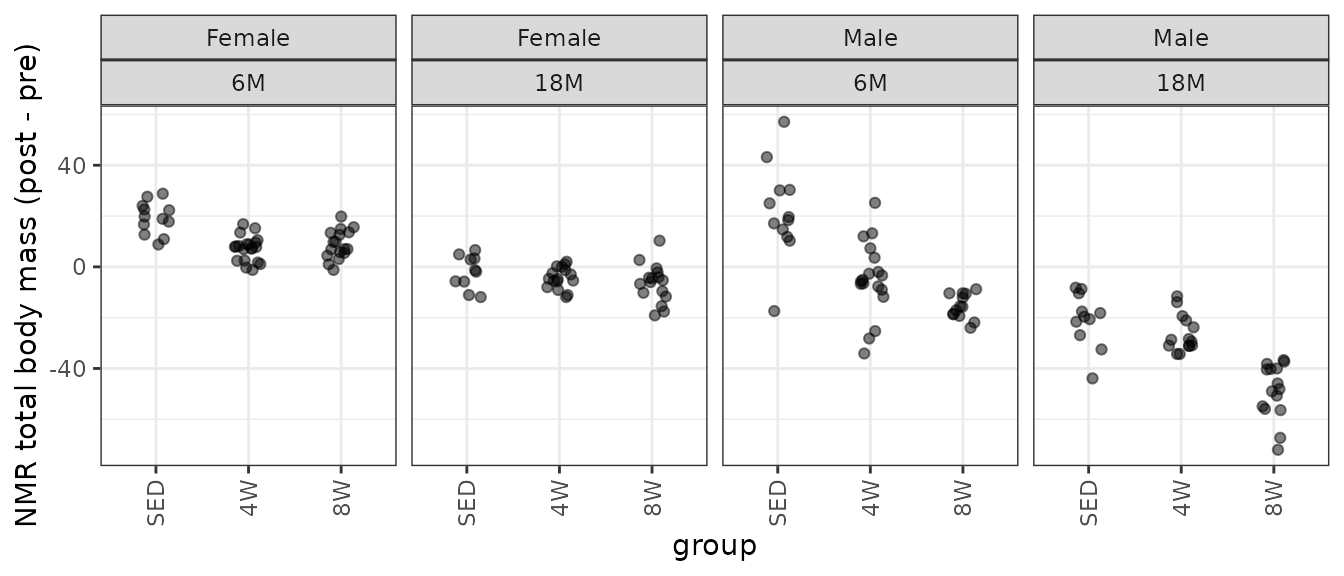 Female Female Male Male
6M 18M 6M 18M
NMR total body mass (post - pre)
40
0
-40
SED 4W 8W SED 4W 8W SED 4W 8W SED 4W 8W
group